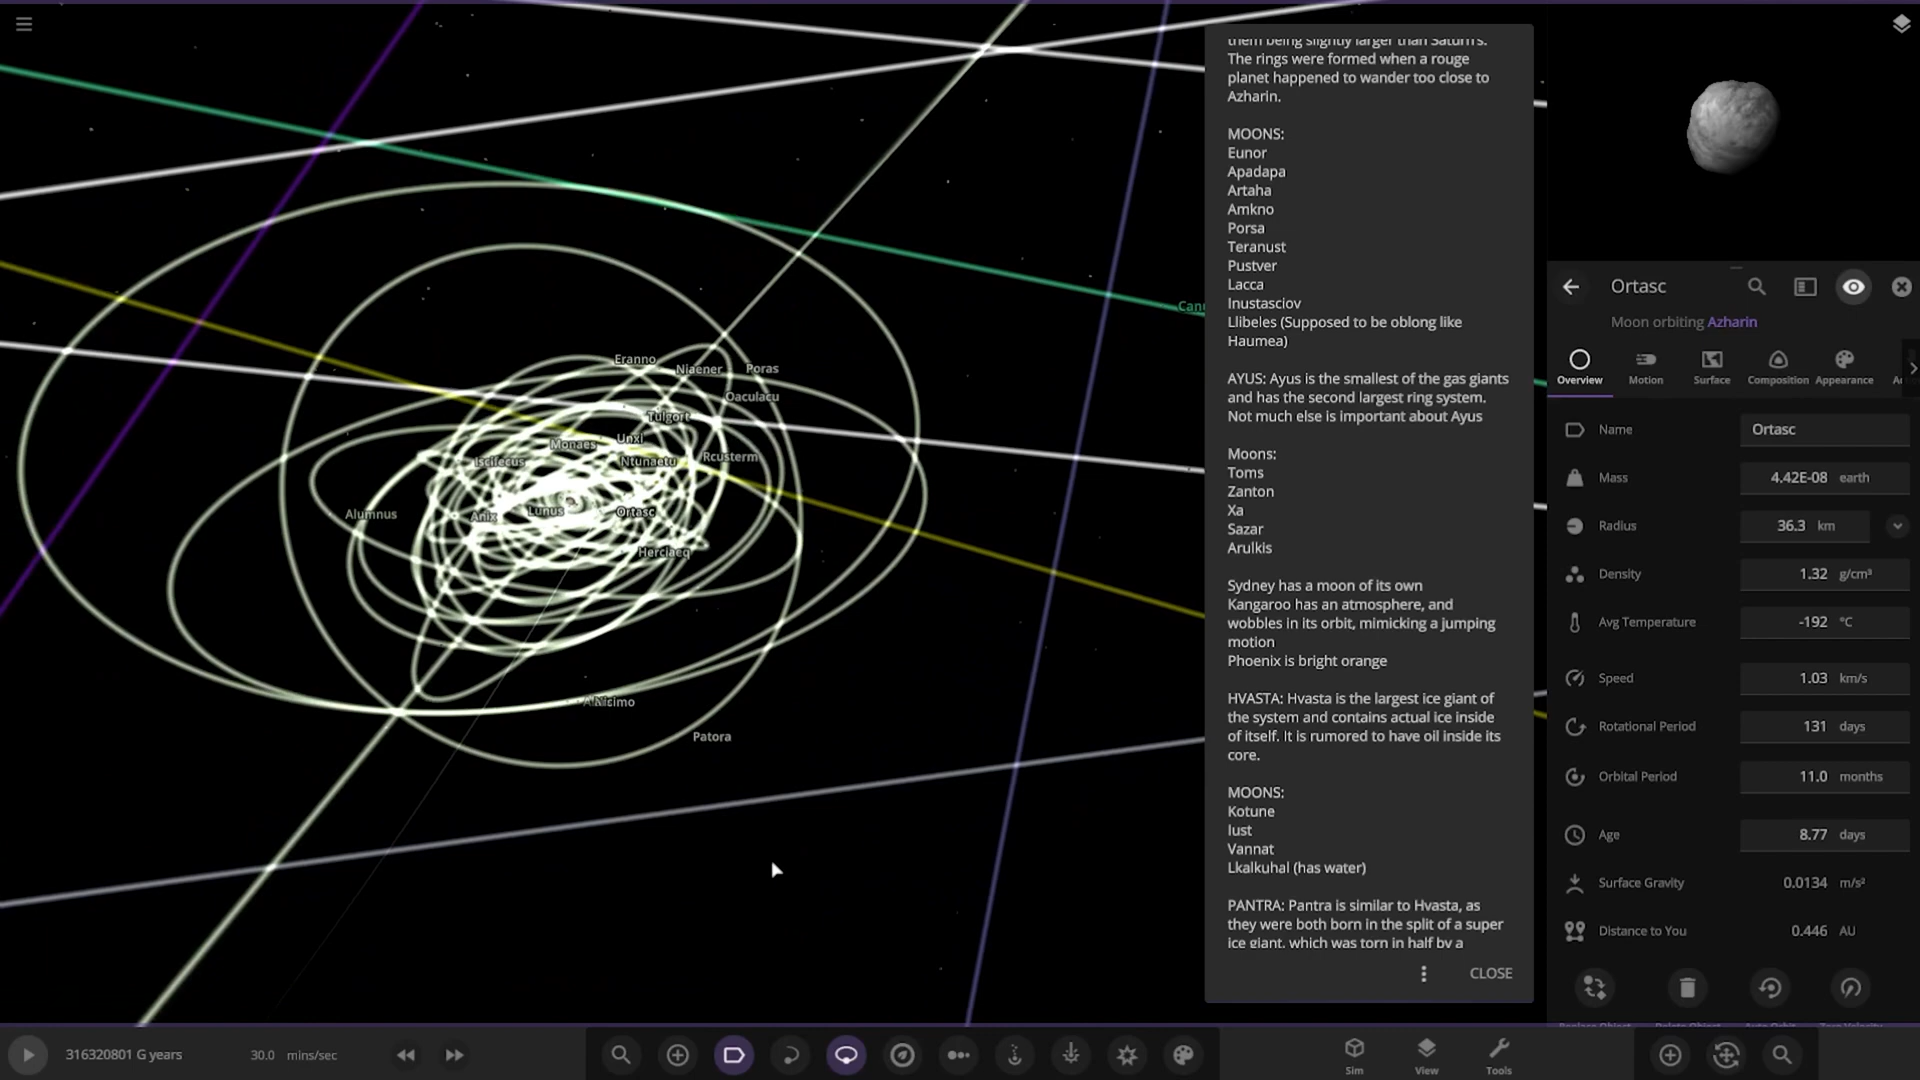 them being slightly larger than Saturn's.
The rings were formed when a rouge
planet happened to wander too close to
Azharin.
MOONS:
Eunor
Apadapa
Artaha
Amkno
Porsa
Teranust
Pustver
Lacca
Inustasciov
Llibeles (Supposed to be oblong like
Haumea)
AYUS: Ayus is the smallest of the gas giants
and has the second largest ring system.
Not much else is important about Ayus
Moons:
Toms
Zanton
Xa
Sazar
Arulkis
Sydney has a moon of its own
Kangaroo has an atmosphere, and
wobbles in its orbit, mimicking a jumping
motion
Phoenix is bright orange
HVASTA: Hvasta is the largest ice giant of
the system and contains actual ice inside
of itself. It is rumored to have oil inside its
core.
MOONS:
Kotune
Iust
Vannat
Lkalkuhal (has water)
PANTRA: Pantra is similar to Hvasta, as
they were both born in the split of a super
ice giant, which was torn in half by a
CLOSE
Eranno
Niaener
Poras
Oaculacu
Tulgort
Unxi
Monaes
Iscifecus
Ntunaetu
Rcusterm
Alumnus
Anix
Lunus
Ortasc
Herclaeq
Patora
Ortasc
Moon orbiting Azharin
Overview
Motion
Surface
Composition
Appearance
Name Ortasc
Mass 4.42E-08 earth
Radius 36.3 km
Density 1.32 g/cm³
Avg Temperature -192 °C
Speed 1.03 km/s
Rotational Period 131 days
Orbital Period 11.0 months
Age 8.77 days
Surface Gravity 0.0134 m/s²
Distance to You 0.446 AU
316320801 G years
30.0 mins/sec
Sim
View
Tools